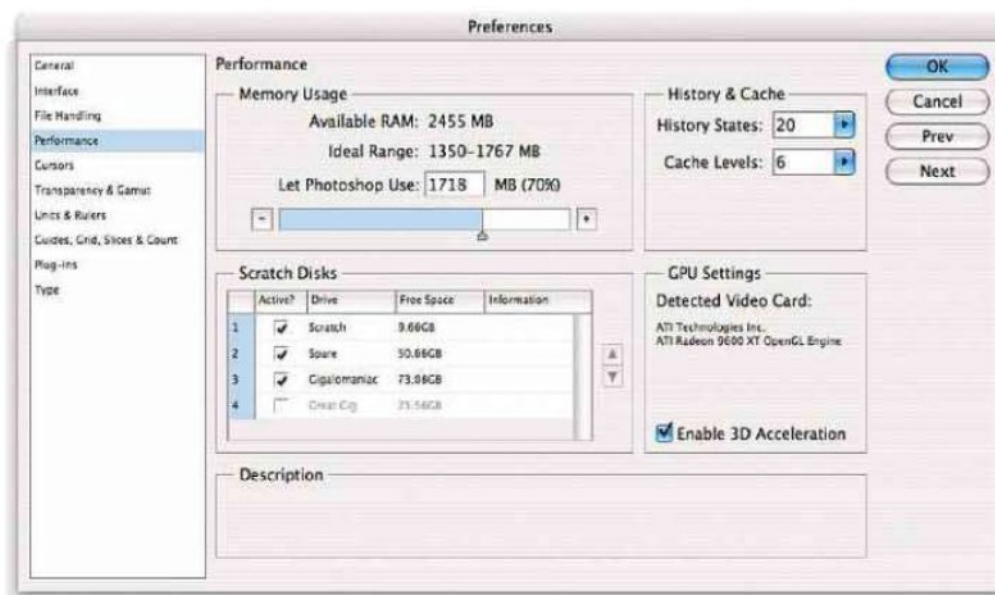 Preferences
General
Interface
File Handling
Performance
Cursors
Transparency & Gamut
Units & Rulers
Guides, Grid, Slices & Count
Plug-Ins
Type
Performance
Memory Usage
Available RAM: 2455 MB
Ideal Range: 1350-1767 MB
Let Photoshop Use: 1718 MB (70%)
- +
History & Cache
History States: 20
Cache Levels: 6
OK
Cancel
Prev
Next
Scratch Disks
Active? Drive Free Space Information
1 Scratch 9.66GB
2 Spare 50.66GB
3 Gigalomaniac 73.06GB
4 Great Gig
GPU Settings
Detected Video Card:
ATI Technologies Inc.
ATI Radeon 9600 XT OpenGL Engine
Enable 3D Acceleration
Description